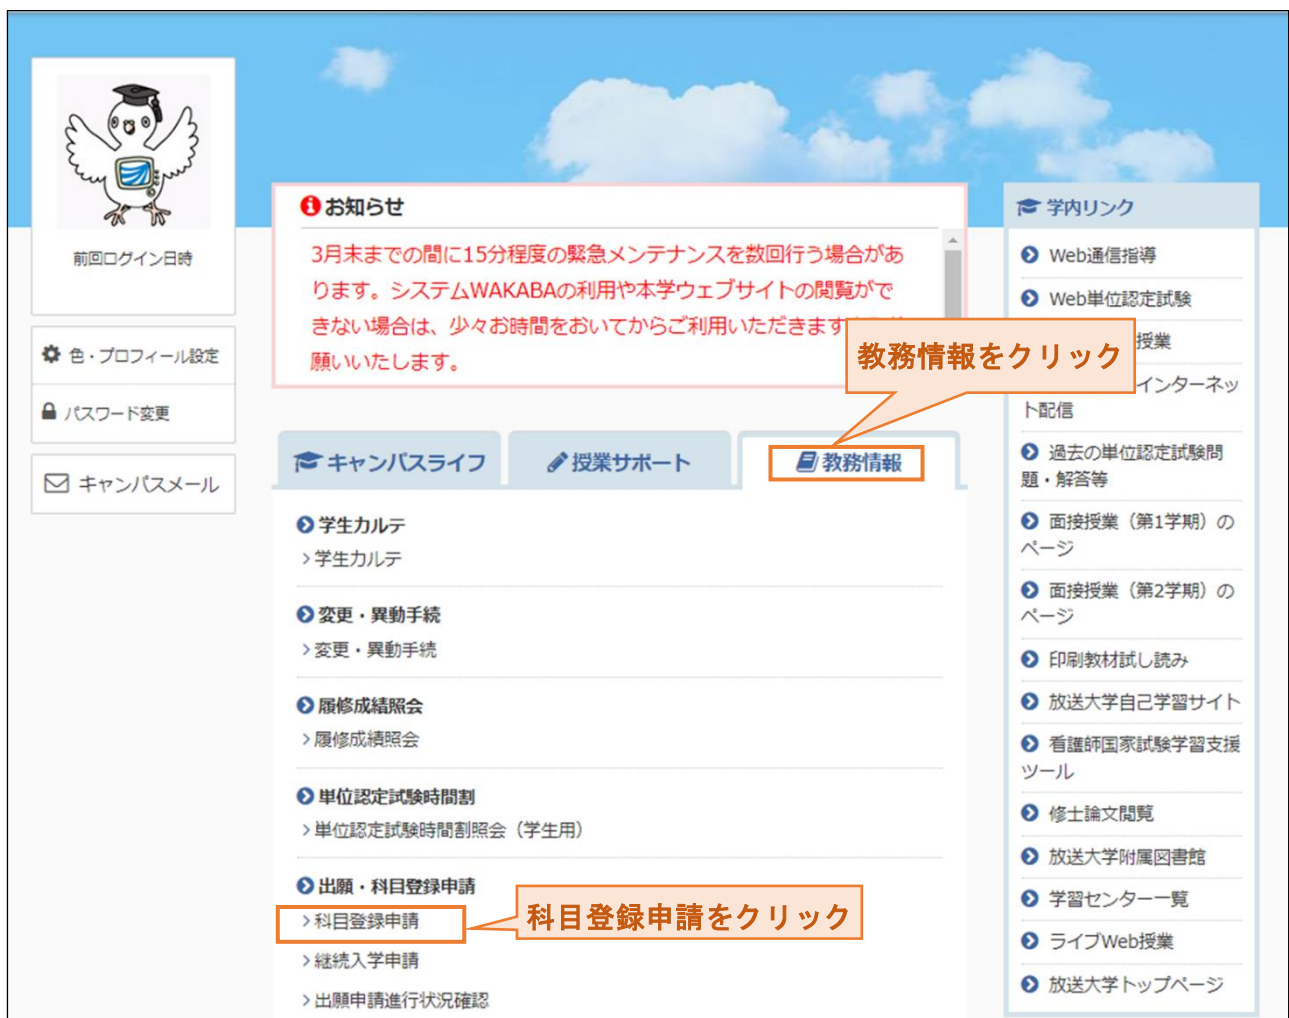 前回ログイン日時
色・プロフィール設定
パスワード変更
キャンパスメール
お知らせ
3月末までの間に15分程度の緊急メンテナンスを数回行う場合があ
ります。システムWAKABAの利用や本学ウェブサイトの閲覧がで
きない場合は、少々お時間をおいてからご利用いただきます
願いいたします。
教務情報をクリック
キャンパスライフ
授業サポート
教務情報
学生カルテ
学生カルテ
変更・異動手続
変更・異動手続
履修成績照会
履修成績照会
単位認定試験時間割
単位認定試験時間割照会（学生用）
出願・科目登録申請
科目登録申請
科目登録申請をクリック
継続入学申請
出願申請進行状況確認
学内リンク
Web通信指導
Web単位認定試験
授業
インターネッ
ト配信
過去の単位認定試験問
題・解答等
面接授業（第1学期）の
ページ
面接授業（第2学期）の
ページ
印刷教材試し読み
放送大学自己学習サイト
看護師国家試験学習支援
ツール
修士論文閲覧
放送大学附属図書館
学習センター一覧
ライブWeb授業
放送大学トップページ